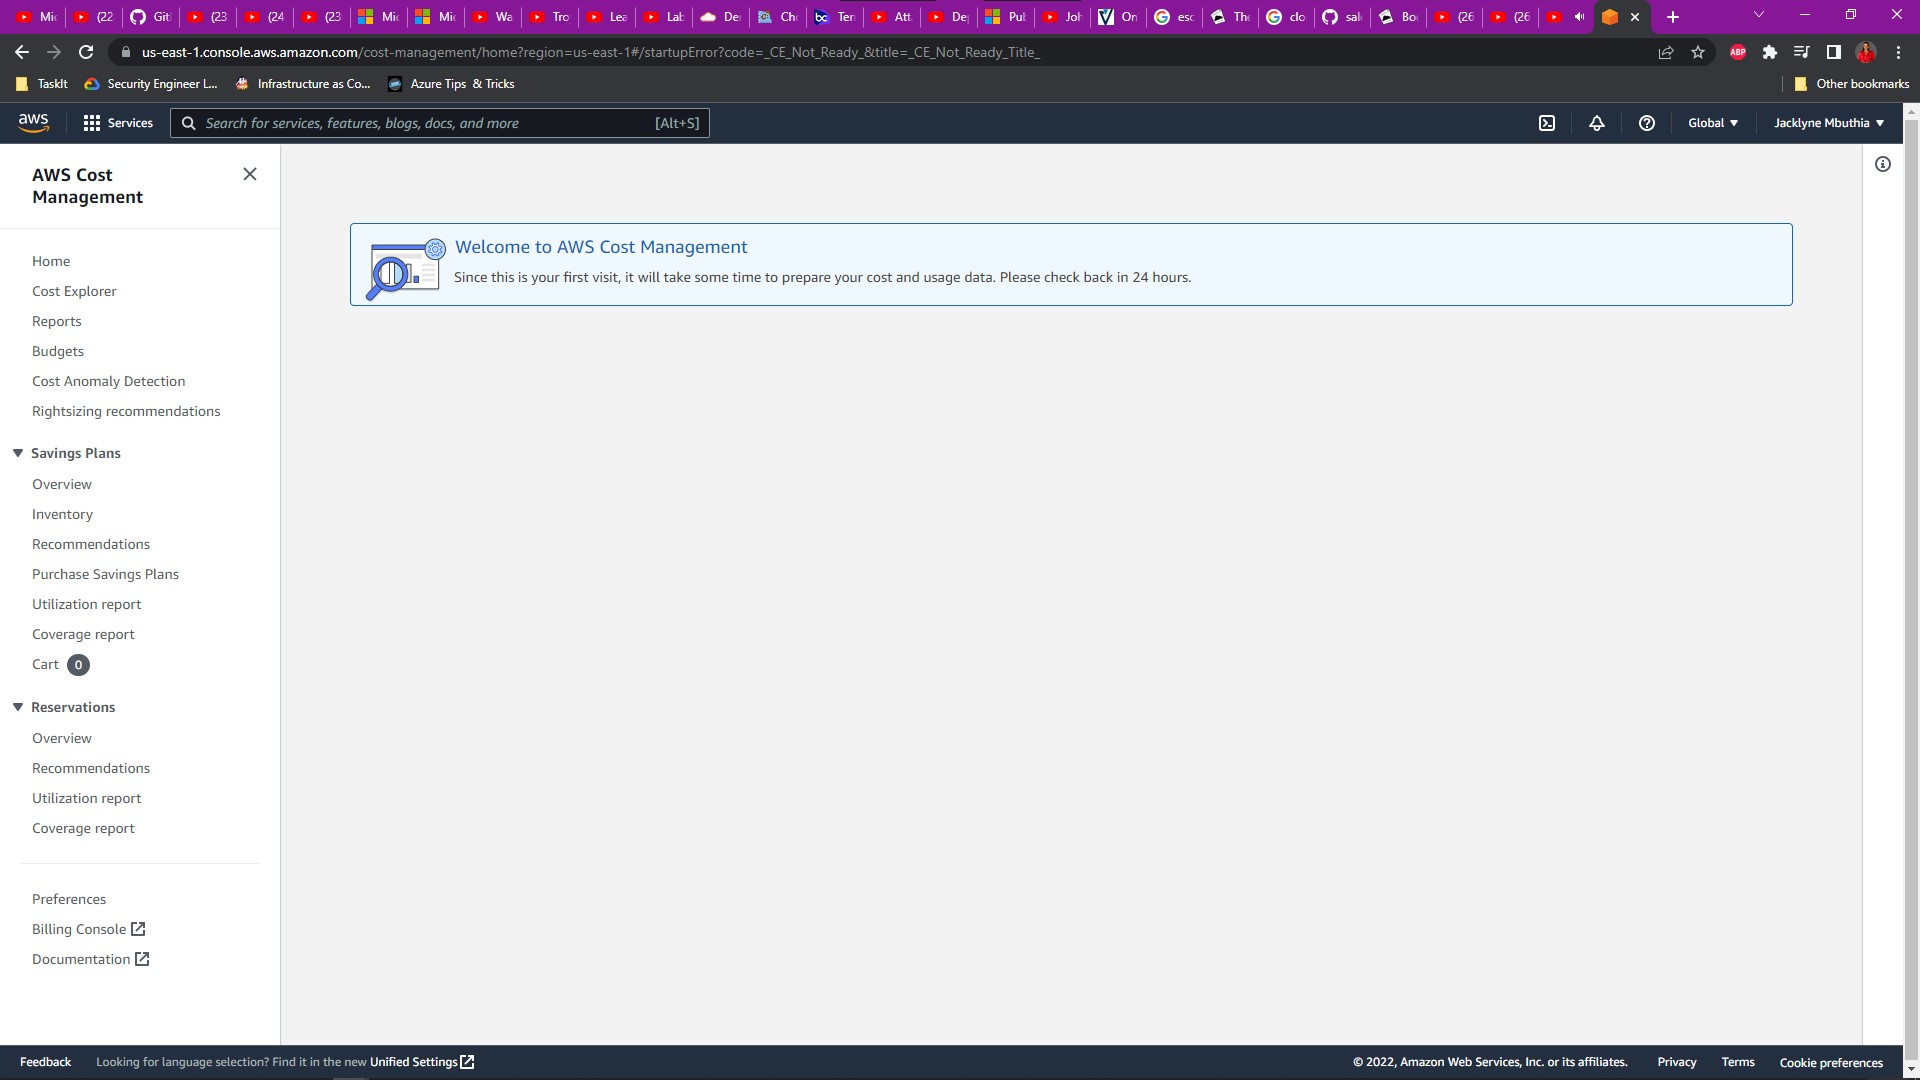 Mic
(22
Git
(23
(24
(23
Mic
Mic
Wa
Tro
Lea
Lab
De
Ch
bc
Ter
Att
De
Pul
Joh
On
esc
The
clo
sal
Bo
(26
(26
us-east-1.console.aws.amazon.com/cost-management/home?region=us-east-1#/startupError?code=_CE_Not_Ready_&title=_CE_Not_Ready_Title_
ABP
TaskIt
Security Engineer L...
Infrastructure as Co...
Azure Tips & Tricks
Other bookmarks
aws
Services
Search for services, features, blogs, docs, and more
[Alt+S]
Global
Jacklyne Mbuthia
AWS Cost
Management
Home
Cost Explorer
Reports
Budgets
Cost Anomaly Detection
Rightsizing recommendations
Savings Plans
Overview
Inventory
Recommendations
Purchase Savings Plans
Utilization report
Coverage report
Cart 0
Reservations
Overview
Recommendations
Utilization report
Coverage report
Preferences
Billing Console
Documentation
Welcome to AWS Cost Management
Since this is your first visit, it will take some time to prepare your cost and usage data. Please check back in 24 hours.
Feedback
Looking for language selection? Find it in the new Unified Settings
© 2022, Amazon Web Services, Inc. or its affiliates.
Privacy
Terms
Cookie preferences